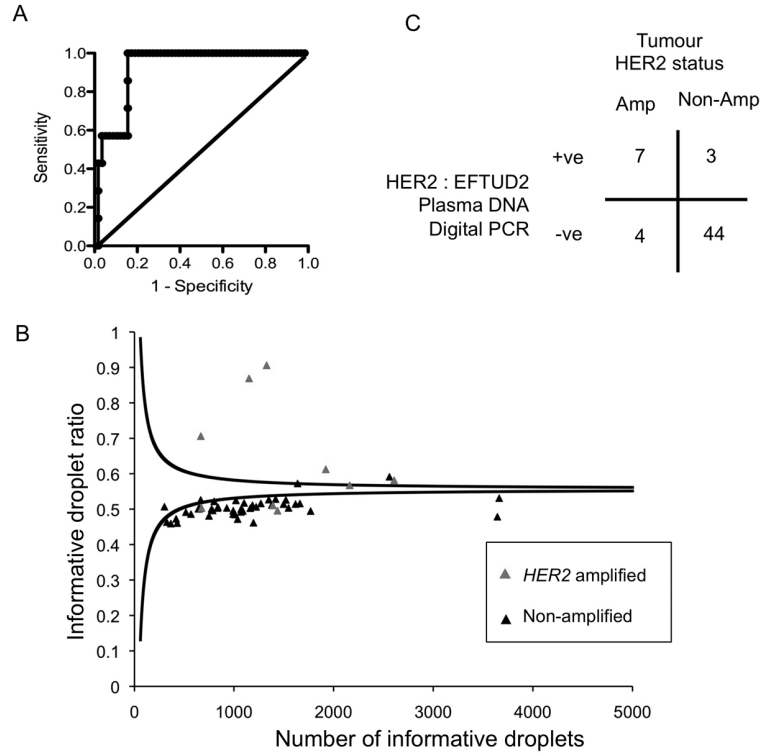 A
Sensitivity
1.0
0.8
0.6
0.4
0.2
0.0
0.0 0.2 0.4 0.6 0.8 1.0
1 - Specificity
C
Tumour
HER2 status
Amp Non-Amp
HER2 : EFTUD2
Plasma DNA
Digital PCR
+ve 7 3
-ve 4 44
B
Informative droplet ratio
1
0.9
0.8
0.7
0.6
0.5
0.4
0.3
0.2
0.1
0
0 1000 2000 3000 4000 5000
Number of informative droplets
HER2 amplified
Non-amplified